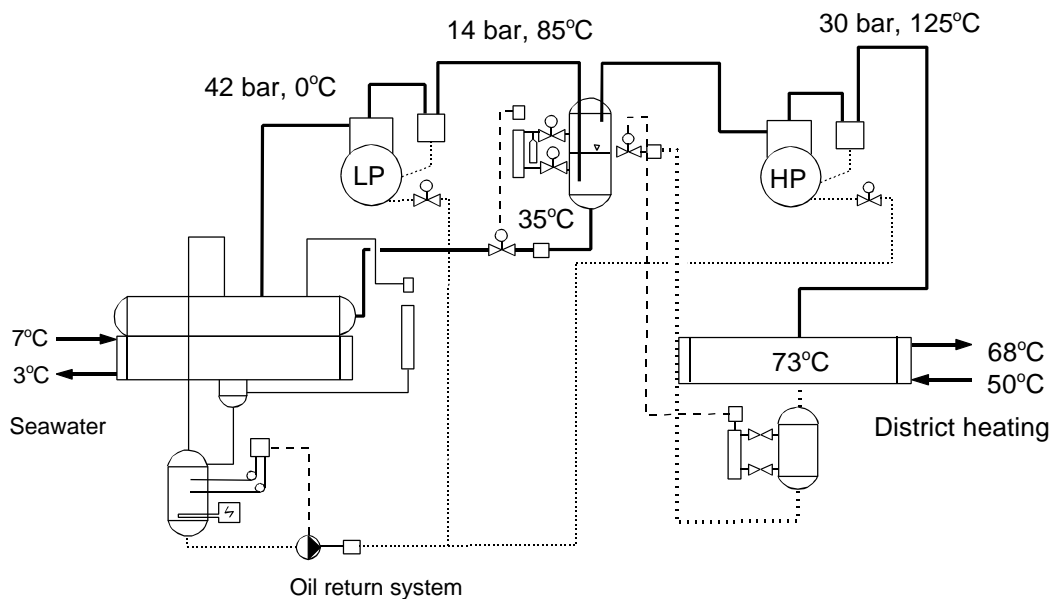 14 bar, 85°C
30 bar, 125°C
42 bar, 0°C
LP
HP
35°C
7°C
3°C
73°C
68°C
50°C
Seawater
District heating
Oil return system